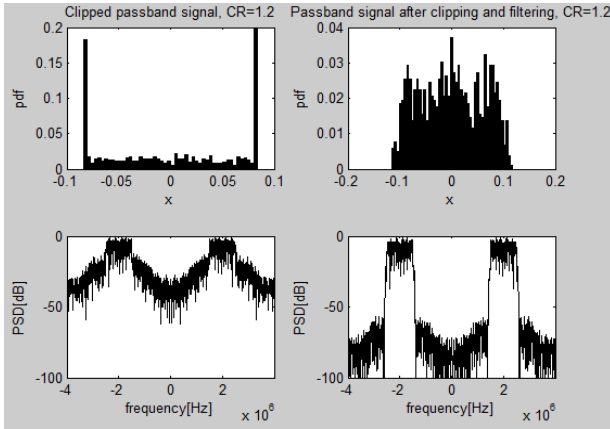 Clipped passband signal, CR=1.2
Passband signal after clipping and filtering, CR=1.2
pdf
0.2
0.15
0.1
0.05
0
-0.1
-0.05
0
0.05
0.1
x
pdf
0.04
0.03
0.02
0.01
0
-0.2
-0.1
0
0.1
0.2
x
PSD[dB]
0
-50
-100
-4
-2
0
2
4
frequency[Hz]
x 10^6
PSD[dB]
0
-50
-100
-4
-2
0
2
frequency[Hz]
x 10^6